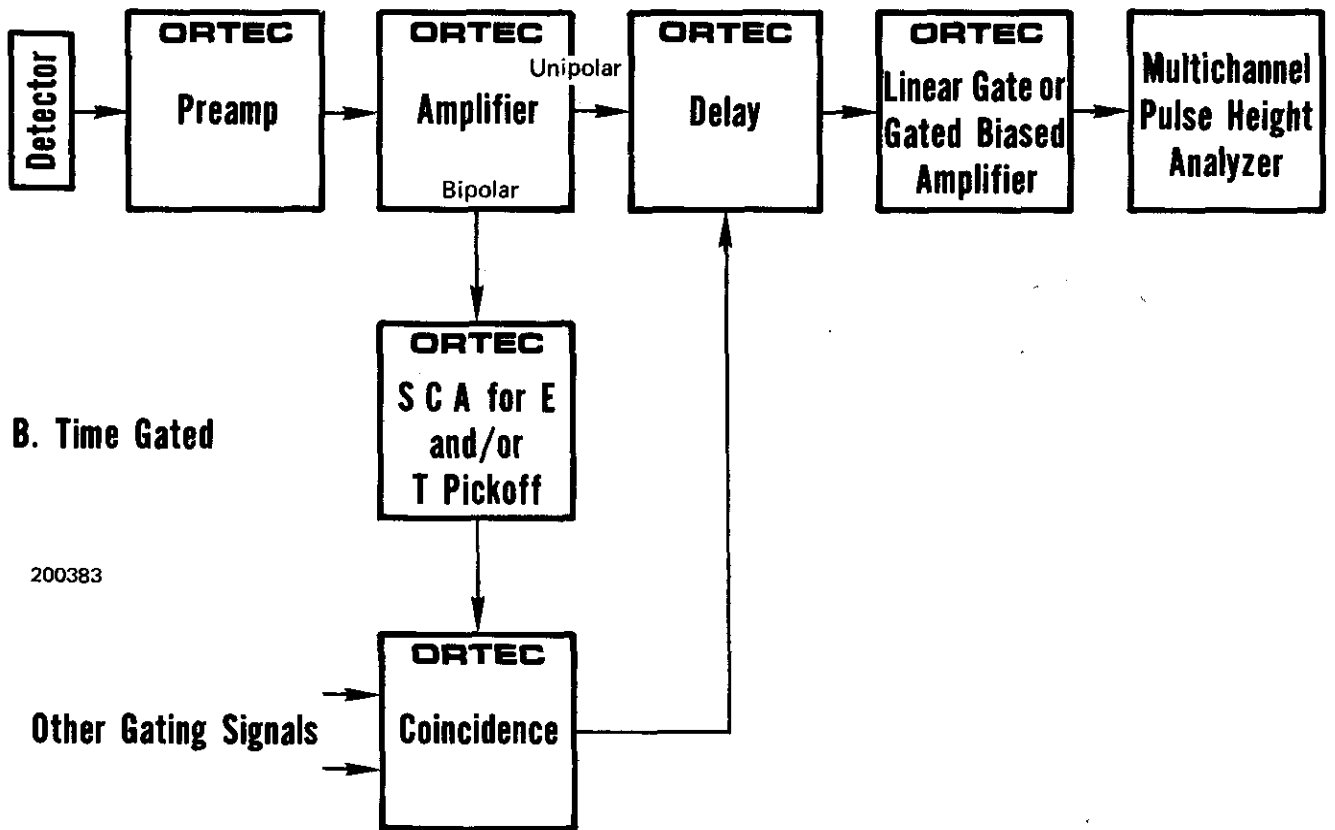 Detector
ORTEC
Preamp
ORTEC
Unipolar
Amplifier
Bipolar
ORTEC
Delay
ORTEC
Linear Gate or
Gated Biased
Amplifier
Multichannel
Pulse Height
Analyzer
ORTEC
S C A for E
and/or
T Pickoff
B. Time Gated
200383
ORTEC
Coincidence
Other Gating Signals